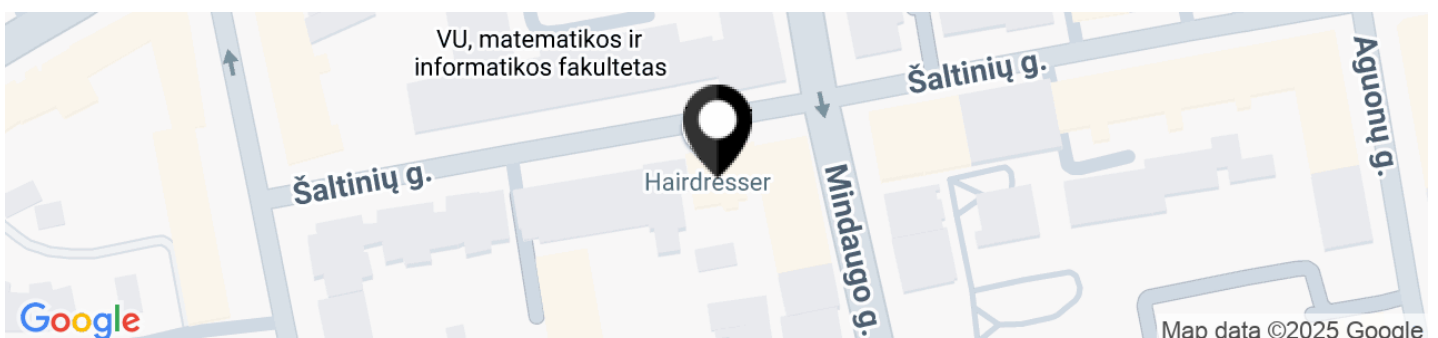 VU, matematikos ir
informatikos fakultetas
Šaltinių g.
Aguonų g.
Šaltinių g.
Hairdresser
Mindaugo g.
Google
Map data ©2025 Google